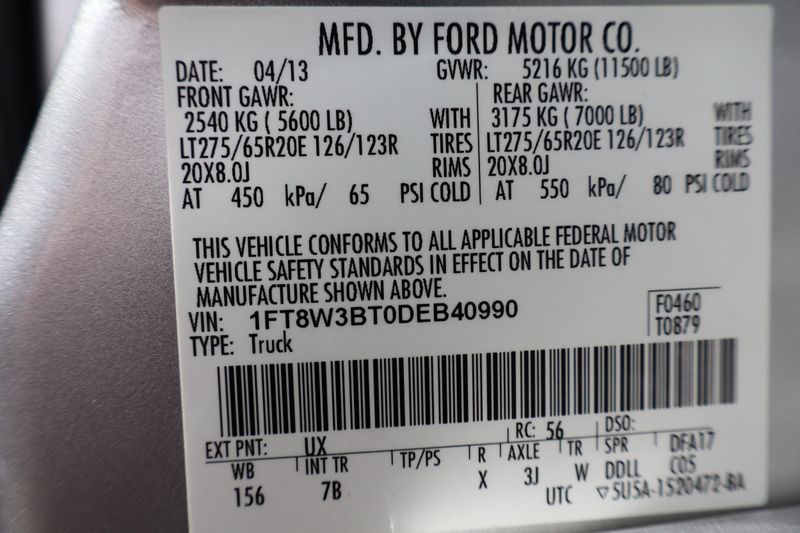 MFD. BY FORD MOTOR CO.
DATE: 04/13 GVWR: 5216 KG (11500 LB)
FRONT GAWR: REAR GAWR:
2540 KG ( 5600 LB) WITH 3175 KG ( 7000 LB) WITH
LT275/65R20E 126/123R TIRES LT275/65R20E 126/123R TIRES
20X8.0J RIMS 20X8.0J RIMS
AT 450 kPa/ 65 PSI COLD AT 550 kPa/ 80 PSI COLD
THIS VEHICLE CONFORMS TO ALL APPLICABLE FEDERAL MOTOR
VEHICLE SAFETY STANDARDS IN EFFECT ON THE DATE OF
MANUFACTURE SHOWN ABOVE.
VIN: 1FT8W3BT0DEB40990 F0460
TYPE: Truck T0879
EXT PNT: UX RC: 56 DSO:
WB INT TR TP/PS R AXLE TR SPR DFA17
156 7B X 3J W DDLL C05
UTC ▽5U5A-1520472-BA